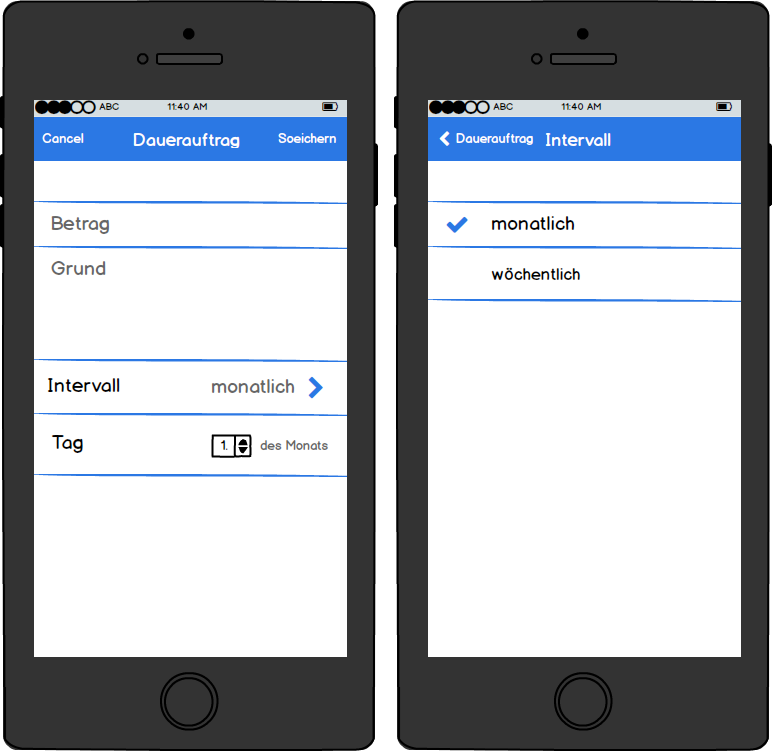 ABC 11:40 AM
Cancel Dauerauftrag Soeichern
Betrag
Grund
Intervall monatlich
Tag 1. des Monats
ABC 11:40 AM
Dauerauftrag Intervall
monatlich
wöchentlich